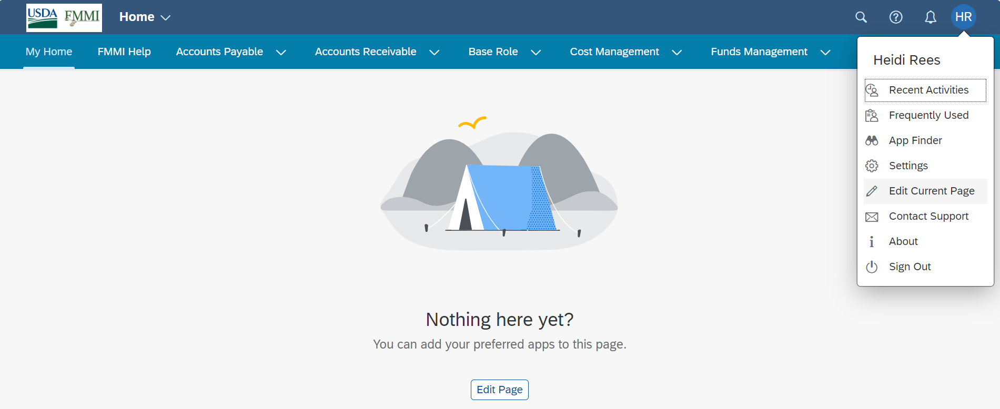 USDA FMMI
Home
HR
My Home
FMMI Help
Accounts Payable
Accounts Receivable
Base Role
Cost Management
Funds Management
Heidi Rees
Recent Activities
Frequently Used
App Finder
Settings
Edit Current Page
Contact Support
About
Sign Out
Nothing here yet?
You can add your preferred apps to this page.
Edit Page